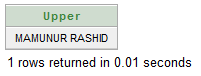 Upper
MAMUNUR RASHID
1 rows returned in 0.01 seconds